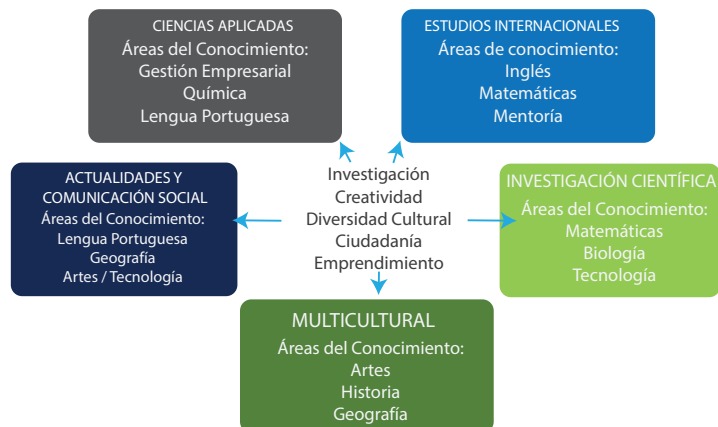 CIENCIAS APLICADAS
Áreas del Conocimiento:
Gestión Empresarial
Química
Lengua Portuguesa
ESTUDIOS INTERNACIONALES
Áreas de conocimiento:
Inglés
Matemáticas
Mentoría
ACTUALIDADES Y
COMUNICACIÓN SOCIAL
Áreas del Conocimiento:
Lengua Portuguesa
Geografía
Artes / Tecnología
Investigación
Creatividad
Diversidad Cultural
Ciudadanía
Emprendimiento
INVESTIGACIÓN CIENTÍFICA
Áreas del Conocimiento:
Matemáticas
Biología
Tecnología
MULTICULTURAL
Áreas del Conocimiento:
Artes
Historia
Geografía